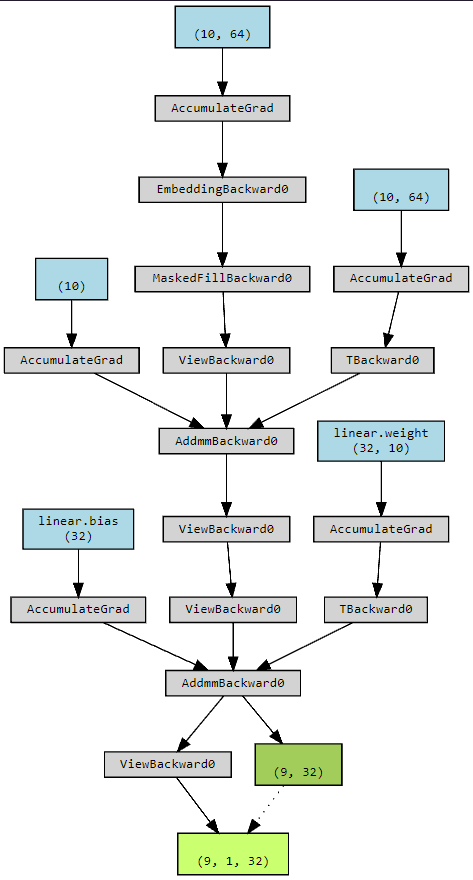 (10, 64)
AccumulateGrad
EmbeddingBackward0
(10, 64)
(10)
MaskedFillBackward0
AccumulateGrad
AccumulateGrad
ViewBackward0
TBackward0
AddmmBackward0
linear.weight
(32, 10)
linear.bias
(32)
ViewBackward0
AccumulateGrad
AccumulateGrad
ViewBackward0
TBackward0
AddmmBackward0
ViewBackward0
(9, 32)
(9, 1, 32)